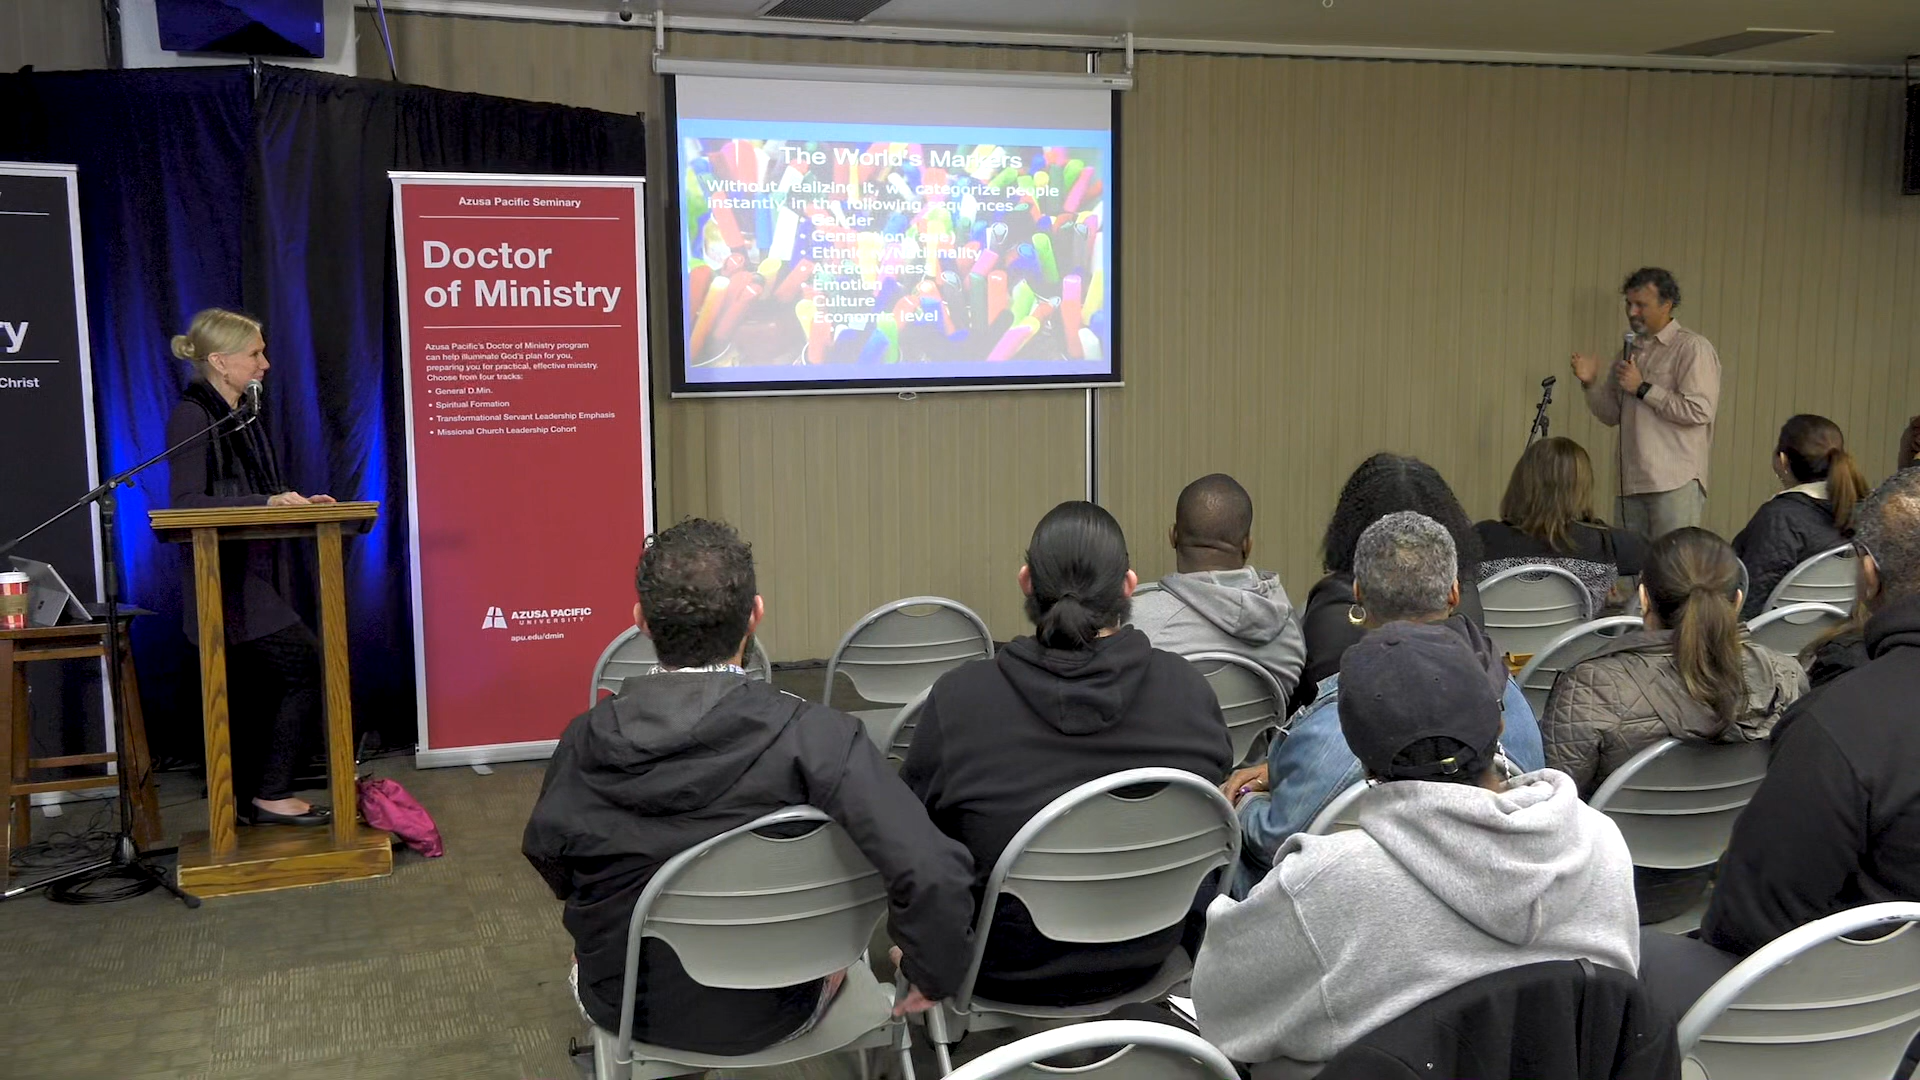 ry
Christ
Azusa Pacific Seminary
Doctor
of Ministry
Azusa Pacific's Doctor of Ministry program
can help illuminate God's plan for you,
preparing you for practical, effective ministry.
Choose from four tracks:
• General D.Min.
• Spiritual Formation
• Transformational Servant Leadership Emphasis
• Missional Church Leadership Cohort
AZUSA PACIFIC
UNIVERSITY
apu.edu/dmin
The World's Markers
Without realizing it, we categorize people
instantly in the following sequences
• Gender
• Generation( age)
• Ethnicity/Nationality
• Attractiveness
• Emotion
Culture
Economic level